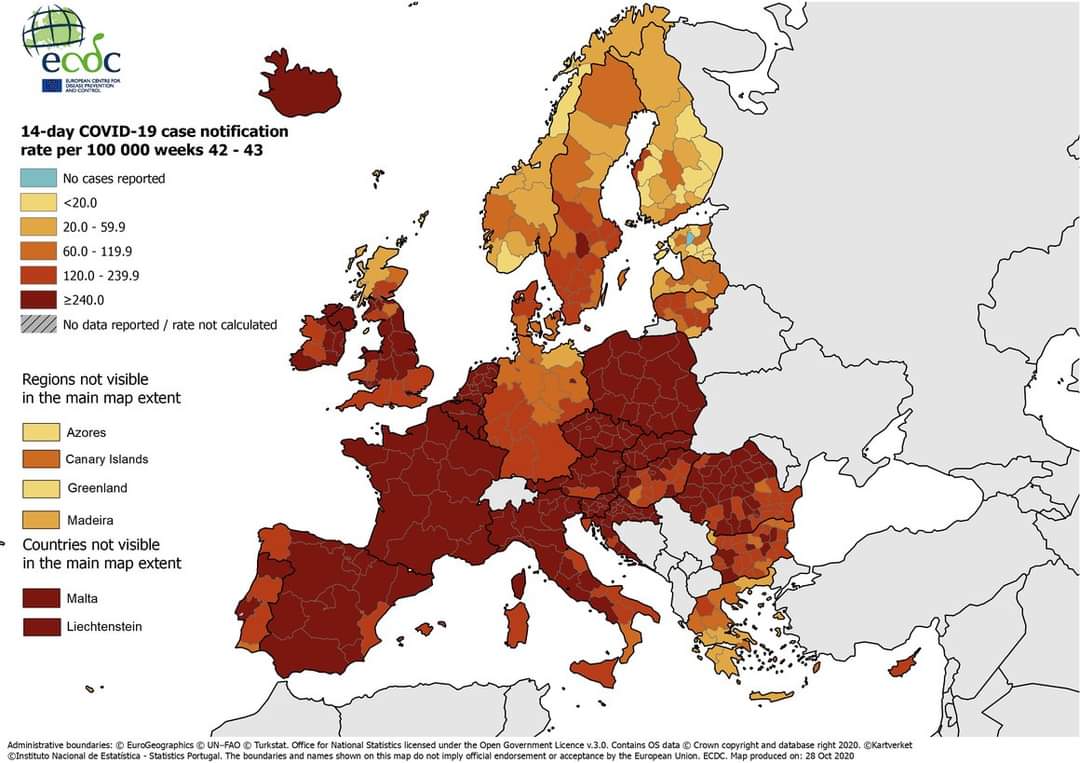 ecdc
EUROPEAN CENTRE FOR
DISEASE PREVENTION
AND CONTROL
14-day COVID-19 case notification
rate per 100 000 weeks 42 - 43
No cases reported
<20.0
20.0 - 59.9
60.0 - 119.9
120.0 - 239.9
≥240.0
No data reported / rate not calculated
Regions not visible
in the main map extent
Azores
Canary Islands
Greenland
Madeira
Countries not visible
in the main map extent
Malta
Liechtenstein
Administrative boundaries: © EuroGeographics © UN–FAO © Turkstat. Office for National Statistics licensed under the Open Government Licence v.3.0. Contains OS data © Crown copyright and database right 2020. ©Kartverket
©Instituto Nacional de Estatística - Statistics Portugal. The boundaries and names shown on this map do not imply official endorsement or acceptance by the European Union. ECDC. Map produced on: 28 Oct 2020